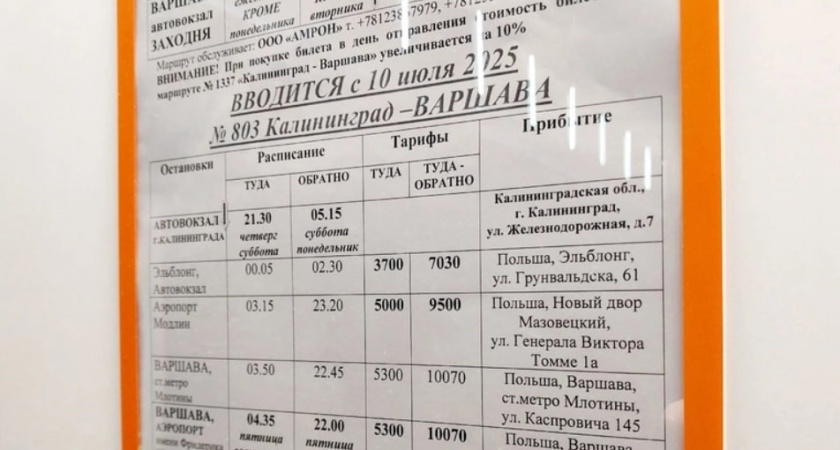 ВАРШАВА
автовокзал
ЗАХОДНЯ
КРОМЕ
понедельника
вторника
Маршрут обслуживает: ООО «АМРОН» т.
ВНИМАНИЕ! При покупке билета в день отправления стоимость
маршруте № 1337 «Калининград - Варшава» увеличивается на 10%
ВВОДИТСЯ с 10 июля 2025
№ 803 Калининград –ВАРШАВА
Остановки Расписание Тарифы Прибытие
ТУДА ОБРАТНО ТУДА ТУДА - ОБРАТНО
АВТОВОКЗАЛ 21.30 05.15 Калининградская обл.,
г.КАЛИНИНГРАДА четверг суббота г. Калининград,
суббота понедельник ул. Железнодорожная, д.7
Эльблонг, 00.05 02.30 3700 7030 Польша, Эльблонг,
Автовокзал ул. Грунвальдска, 61
Аэропорт 03.15 23.20 5000 9500 Польша, Новый двор
Модлин Мазовецкий,
ул. Генерала Виктора
Томме 1а
ВАРШАВА, 03.50 22.45 5300 10070 Польша, Варшава,
ст.метро ст.метро Млотины,
Млотины ул. Каспровича 145
ВАРШАВА, 04.35 22.00 5300 10070 Польша, Варшава
АЭРОПОРТ пятница пятница
имени Фридерика